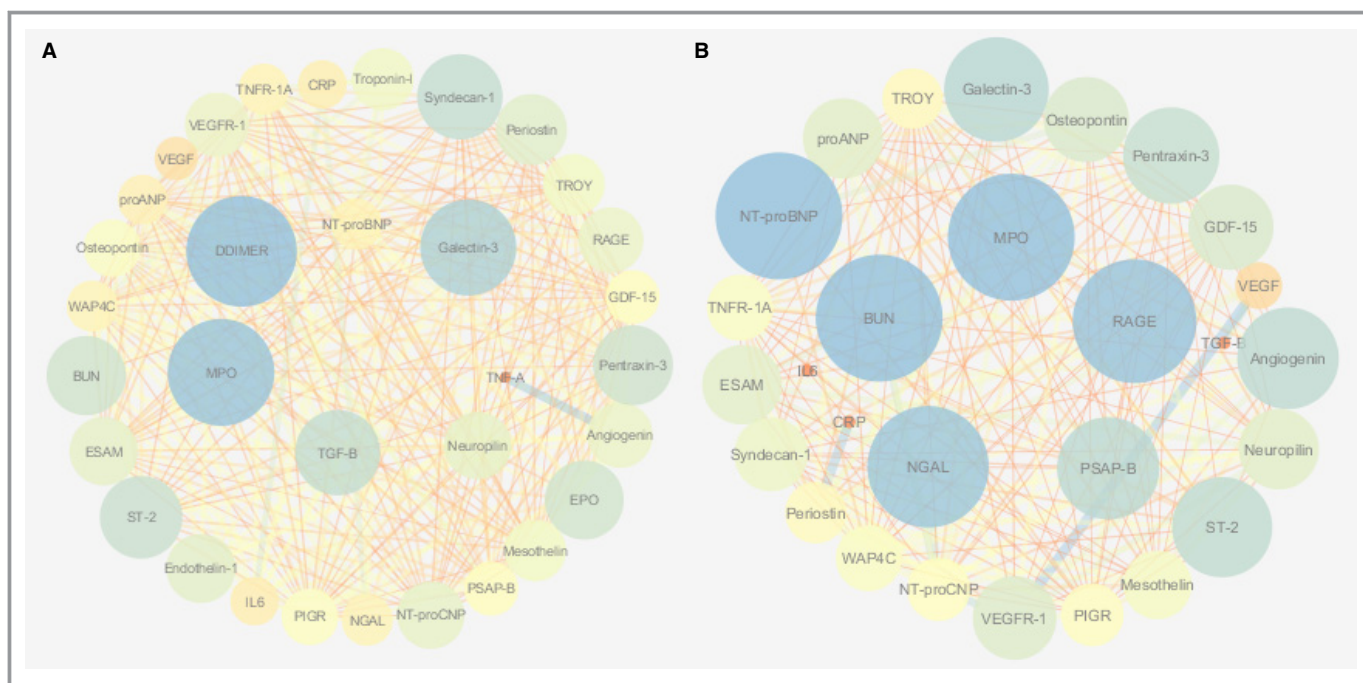 A
TNFR-1A
CRP
Troponin-I
Syndecan-1
VEGFR-1
Periostin
VEGF
TROY
proANP
NT-proBNP
Osteopontin
DDIMER
Galectin-3
RAGE
WAP4C
GDF-15
BUN
MPO
TNF-A
Pentraxin-3
ESAM
TGF-B
Neuropilin
Angiogenin
ST-2
EPO
Endothelin-1
Mesothelin
IL6
PIGR
NGAL
NT-proCNP
PSAP-B
B
TROY
Galectin-3
Osteopontin
proANP
Pentraxin-3
NT-proBNP
MPO
GDF-15
VEGF
TNFR-1A
BUN
RAGE
TGF-B
Angiogenin
IL6
ESAM
CRP
Syndecan-1
NGAL
PSAP-B
Neuropilin
Periostin
ST-2
WAP4C
NT-proCNP
VEGFR-1
PIGR
Mesothelin